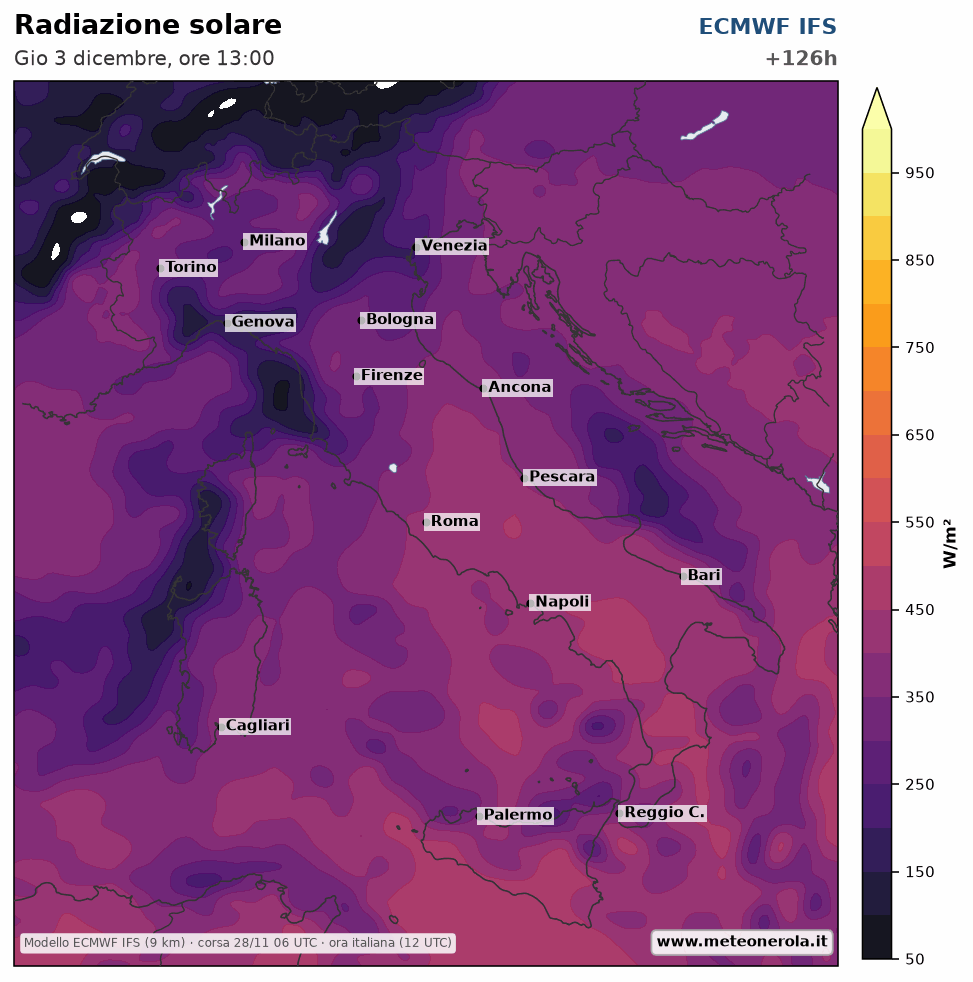 Radiazione solare
ECMWF IFS
Gio 3 dicembre, ore 13:00
+126h
Milano
Venezia
Torino
Genova
Bologna
Firenze
Ancona
Pescara
Roma
Bari
Napoli
Cagliari
Palermo
Reggio C.
950
850
750
650
550
450
350
250
150
50
W/m²
Modello ECMWF IFS (9 km) · corsa 28/11 06 UTC · ora italiana (12 UTC)
www.meteonerola.it